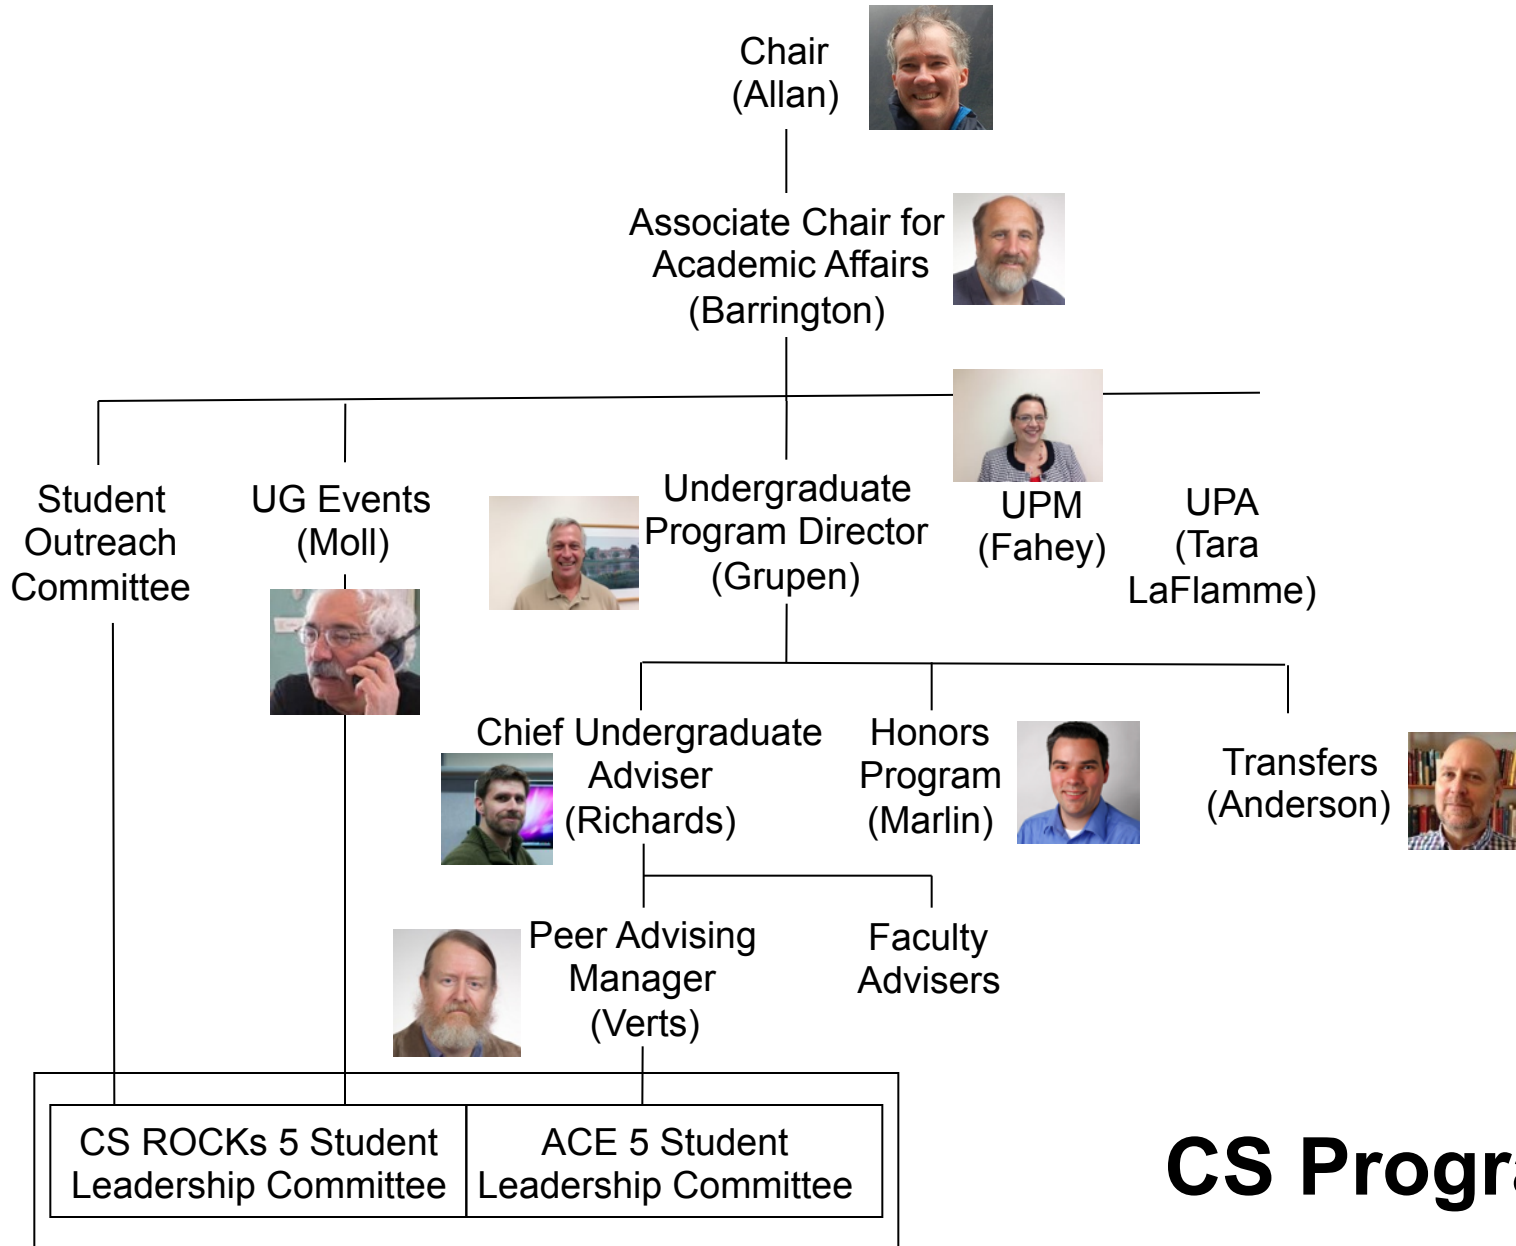 Chair
(Allan)
Associate Chair for
Academic Affairs
(Barrington)
Student
Outreach
Committee
UG Events
(Moll)
Undergraduate
Program Director
(Grupen)
UPM
(Fahey)
UPA
(Tara
LaFlamme)
Chief Undergraduate
Adviser
(Richards)
Honors
Program
(Marlin)
Transfers
(Anderson)
Peer Advising
Manager
(Verts)
Faculty
Advisers
CS ROCKs 5 Student
Leadership Committee
ACE 5 Student
Leadership Committee
CS Progra